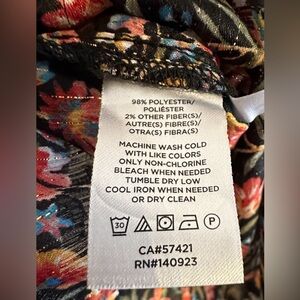 98% POLYESTER/
POLIÉSTER
2% OTHER FIBER(S)/
AUTRE(S) FIBRE(S)/
OTRA(S) FIBRA(S)
MACHINE WASH COLD
WITH LIKE COLORS
ONLY NON-CHLORINE
BLEACH WHEN NEEDED
TUMBLE DRY LOW
COOL IRON WHEN NEEDED
OR DRY CLEAN
30 P
CA#57421
RN#140923